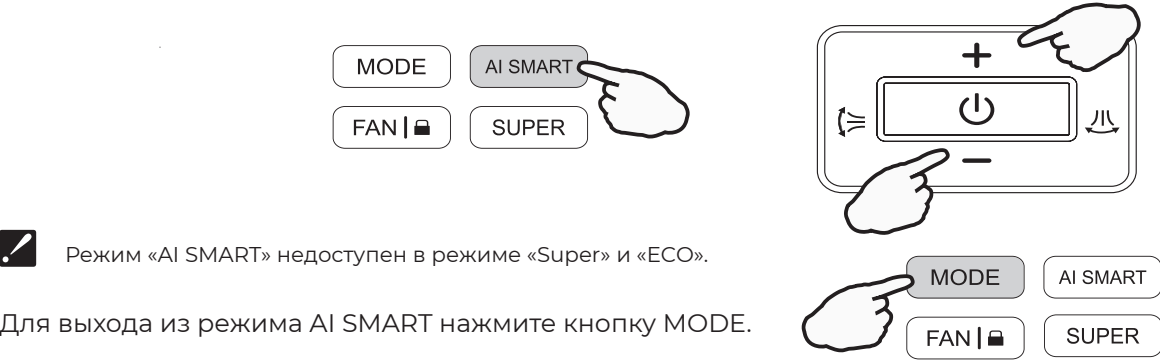 MODE AI SMART
FAN | SUPER
+
−
Режим «AI SMART» недоступен в режиме «Super» и «ECO».
Для выхода из режима AI SMART нажмите кнопку MODE.
MODE AI SMART
FAN | SUPER